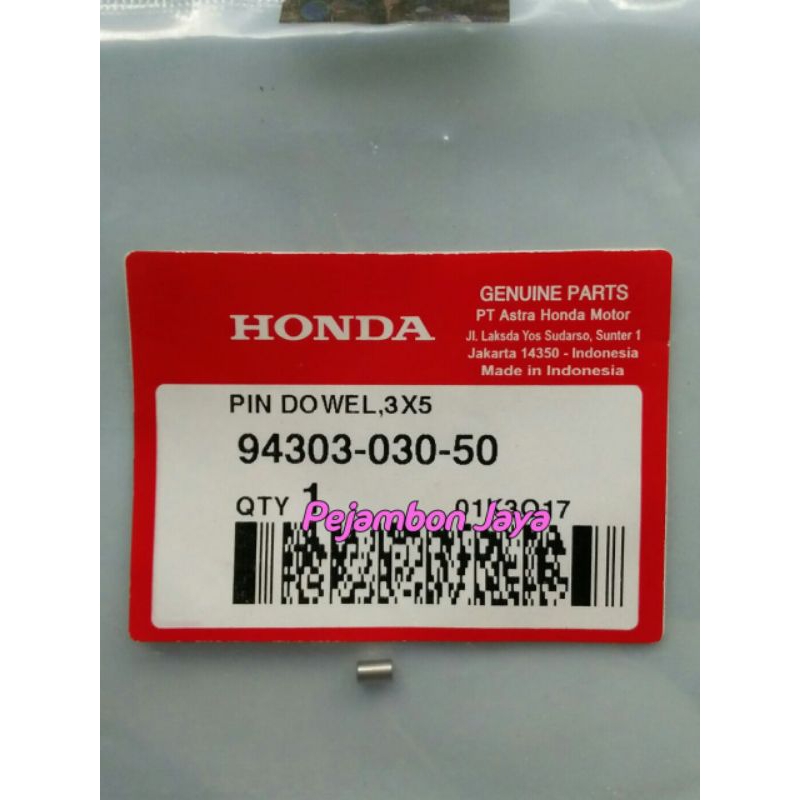 GENUINE PARTS
PT Astra Honda Motor
Jl. Laksda Yos Sudarso, Sunter 1
Jakarta 14350 - Indonesia
Made in Indonesia
HONDA
PIN DOWEL,3X5
94303-030-50
QTY 1
Pejambon Jaya